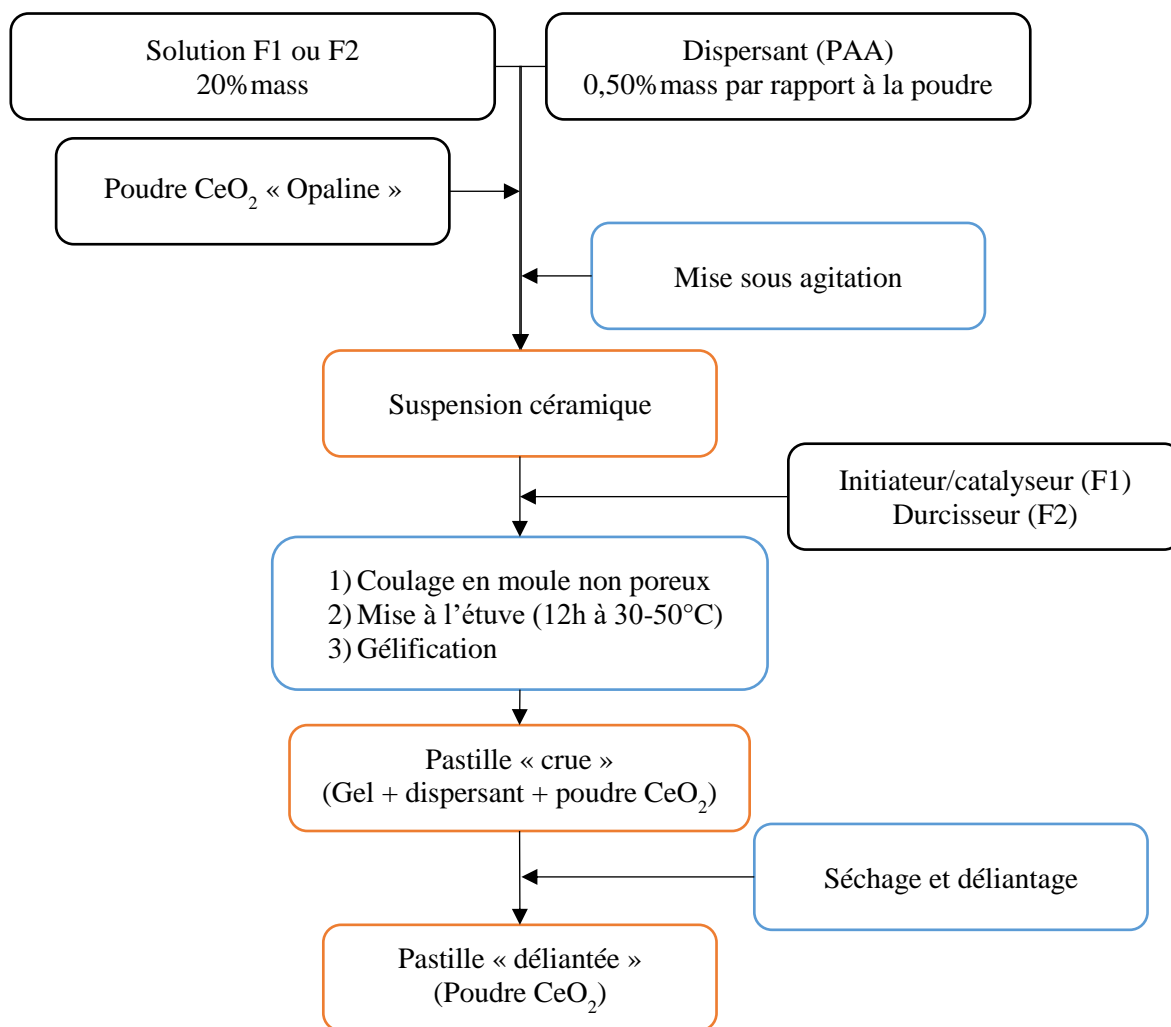 Solution F1 ou F2
20%mass
Dispersant (PAA)
0,50%mass par rapport à la poudre
Poudre CeO2 « Opaline »
Mise sous agitation
Suspension céramique
Initiateur/catalyseur (F1)
Durcisseur (F2)
1) Coulage en moule non poreux
2) Mise à l’étuve (12h à 30-50°C)
3) Gélification
Pastille « crue »
(Gel + dispersant + poudre CeO2)
Séchage et déliantage
Pastille « déliantée »
(Poudre CeO2)